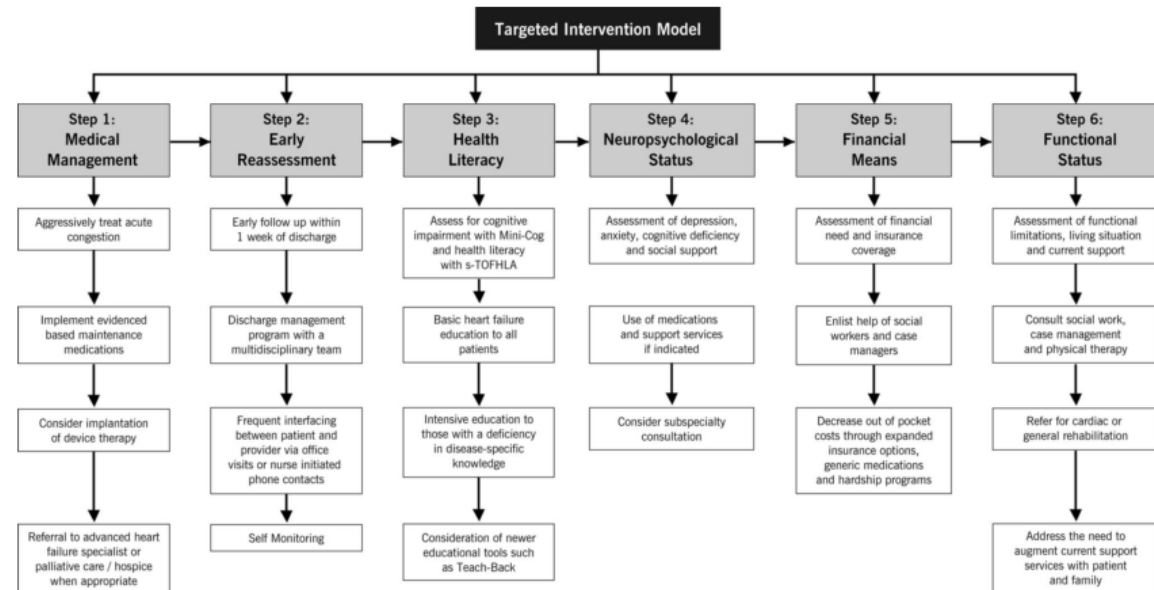 Targeted Intervention Model
Step 1:
Medical
Management
Aggressively treat acute
congestion
Implement evidenced
based maintenance
medications
Consider implantation
of device therapy
Referral to advanced heart
failure specialist or
palliative care / hospice
when appropriate
Step 2:
Early
Reassessment
Early follow up within
1 week of discharge
Discharge management
program with a
multidisciplinary team
Frequent interfacing
between patient and
provider via office
visits or nurse initiated
phone contacts
Self Monitoring
Step 3:
Health
Literacy
Assess for cognitive
impairment with Mini-Cog
and health literacy
with s-TOFHLA
Basic heart failure
education to all
patients
Intensive education to
those with a deficiency
in disease-specific
knowledge
Consideration of newer
educational tools such
as Teach-Back
Step 4:
Neuropsychological
Status
Assessment of depression,
anxiety, cognitive deficiency
and social support
Use of medications
and support services
if indicated
Consider subspecialty
consultation
Step 5:
Financial
Means
Assessment of financial
need and insurance
coverage
Enlist help of social
workers and case
managers
Decrease out of pocket
costs through expanded
insurance options,
generic medications
and hardship programs
Step 6:
Functional
Status
Assessment of functional
limitations, living situation
and current support
Consult social work,
case management
and physical therapy
Refer for cardiac or
general rehabilitation
Address the need to
augment current support
services with patient
and family